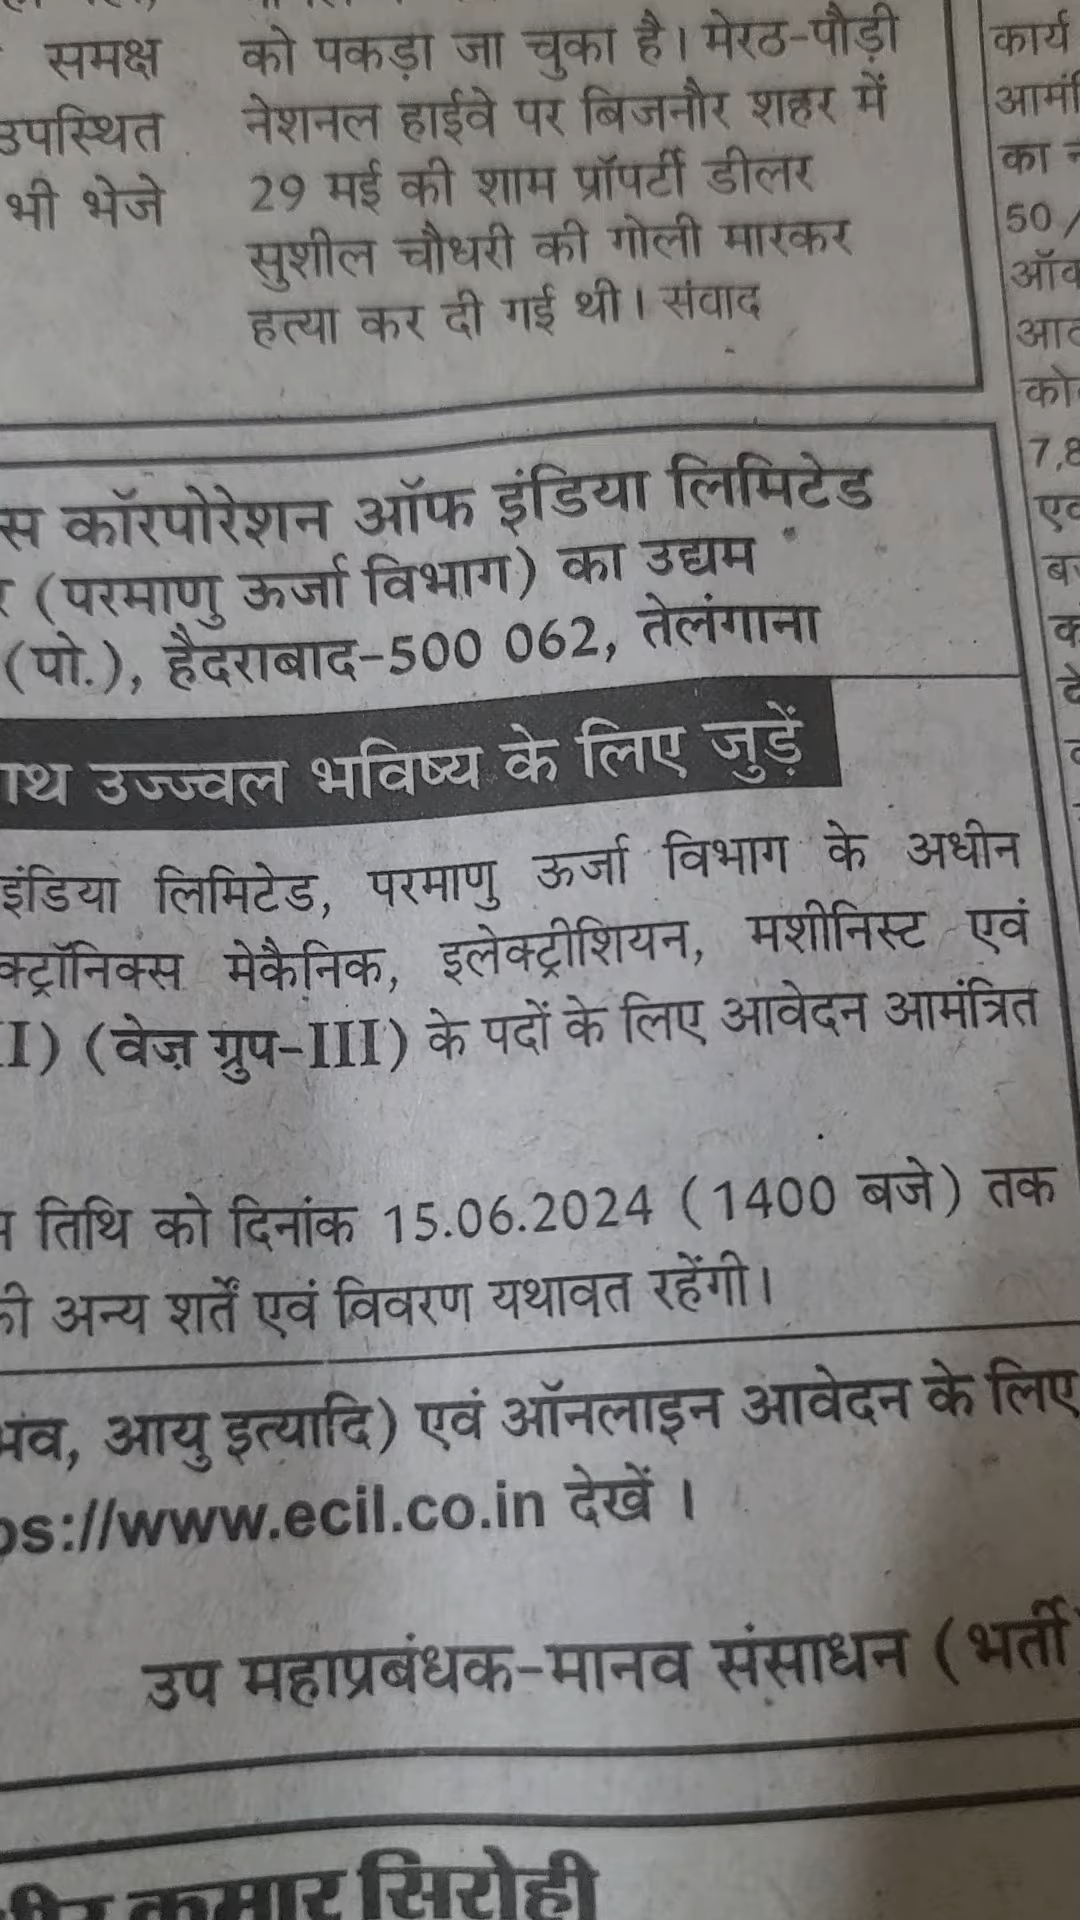 समक्ष
उपस्थित
भी भेजे
को पकड़ा जा चुका है। मेरठ-पौड़ी
नेशनल हाईवे पर बिजनौर शहर में
29 मई की शाम प्रॉपर्टी डीलर
सुशील चौधरी की गोली मारकर
हत्या कर दी गई थी। संवाद
स कॉरपोरेशन ऑफ इंडिया लिमिटेड
(परमाणु ऊर्जा विभाग) का उद्यम
(पो.), हैदराबाद-500 062, तेलंगाना
ाथ उज्ज्वल भविष्य के लिए जुड़ें
इंडिया लिमिटेड, परमाणु ऊर्जा विभाग के अधीन
क्ट्रॉनिक्स मेकैनिक, इलेक्ट्रीशियन, मशीनिस्ट एवं
I) (वेज़ ग्रुप-III) के पदों के लिए आवेदन आमंत्रित
तिथि को दिनांक 15.06.2024 (1400 बजे) तक
की अन्य शर्तें एवं विवरण यथावत रहेंगी।
भव, आयु इत्यादि) एवं ऑनलाइन आवेदन के लिए
ps://www.ecil.co.in देखें ।
उप महाप्रबंधक-मानव संसाधन (भर्ती
कुमार सिरोही
कार्य
आमं
का
50/
ऑ
आ
को
7,8
ए
ब